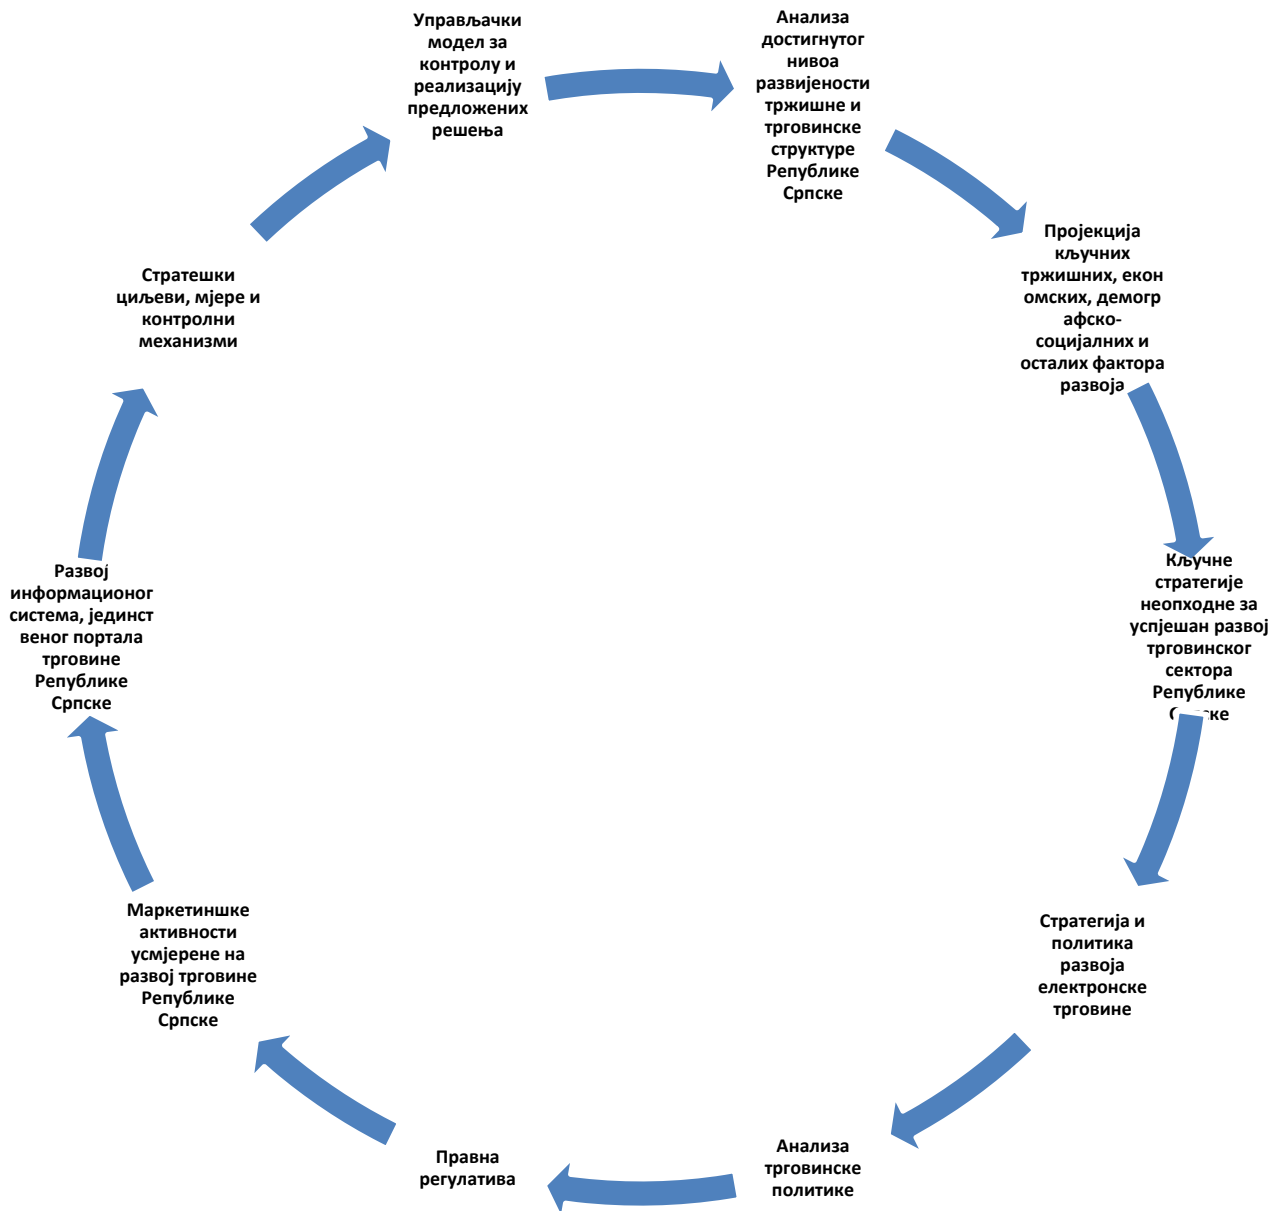 Управљачки
модел за
контролу и
реализацију
предложених
решења
Анализа
достигнутог
нивоа
развијености
тржишне и
трговинске
структуре
Републике
Српске
Пројекција
кључних
тржишних, екон
омских, демогр
афско-
социјалних и
осталих фактора
развоја
Кључне
стратегије
неопходне за
успјешан развој
трговинског
сектора
Републике
Српске
Стратегија и
политика
развоја
електронске
трговине
Анализа
трговинске
политике
Правна
регулатива
Маркетиншке
активности
усмјерене на
развој трговине
Републике
Српске
Развој
информационог
система, јединст
веног портала
трговине
Републике
Српске
Стратешки
циљеви, мјере и
контролни
механизми